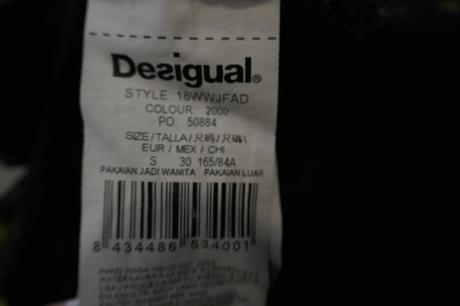 Desigual®
STYLE: 18WWJFAD
COLOUR: 2000
PO: 50884
SIZE/TALLA/尺碼/尺碼
EUR / MEX / CHI
S 30 165/84A
PAKAIAN JADI WANITA PAKAIAN LUAR
8 434486 534001